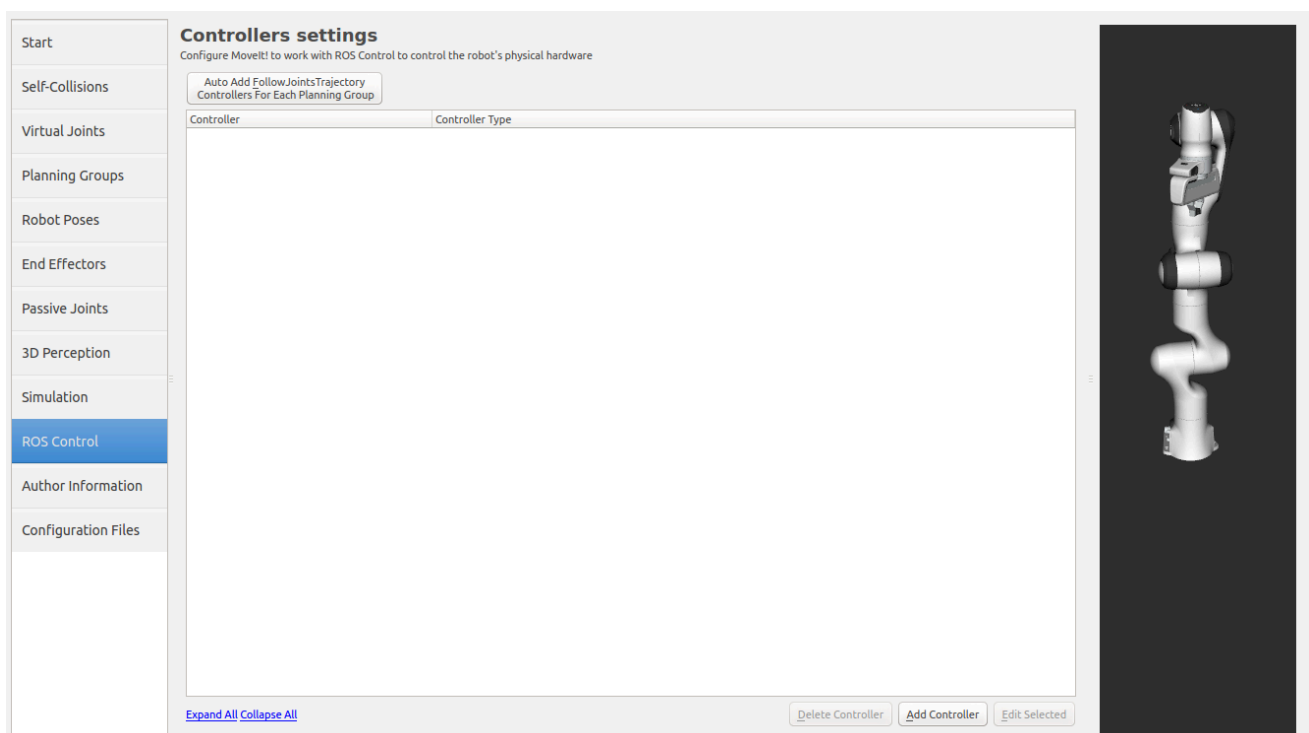 Start
Self-Collisions
Virtual Joints
Planning Groups
Robot Poses
End Effectors
Passive Joints
3D Perception
Simulation
ROS Control
Author Information
Configuration Files
Controllers settings
Configure MoveIt! to work with ROS Control to control the robot's physical hardware
Auto Add FollowJointsTrajectory
Controllers For Each Planning Group
Controller Controller Type
Expand All Collapse All Delete Controller Add Controller Edit Selected